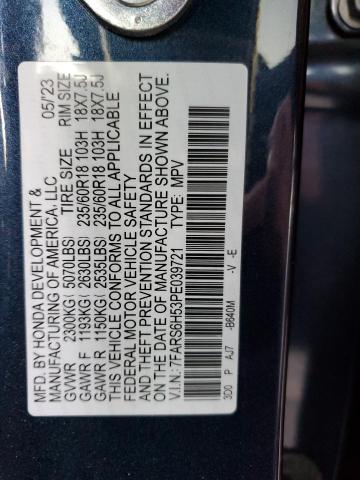 MFD. BY HONDA DEVELOPMENT &
MANUFACTURING OF AMERICA, LLC 05/23
TIRE SIZE RIM SIZE
GVWR 2300KG( 5070LBS)
GAWR F 1193KG( 2630LBS) 235/60R18 103H 18X7.5J
GAWR R 1150KG( 2535LBS) 235/60R18 103H 18X7.5J
THIS VEHICLE CONFORMS TO ALL APPLICABLE
FEDERAL MOTOR VEHICLE SAFETY
AND THEFT PREVENTION STANDARDS IN EFFECT
ON THE DATE OF MANUFACTURE SHOWN ABOVE.
V.I.N.: 7FARS6H53PE039721 TYPE: MPV
3D0 P AJ7 -B640M -V -E